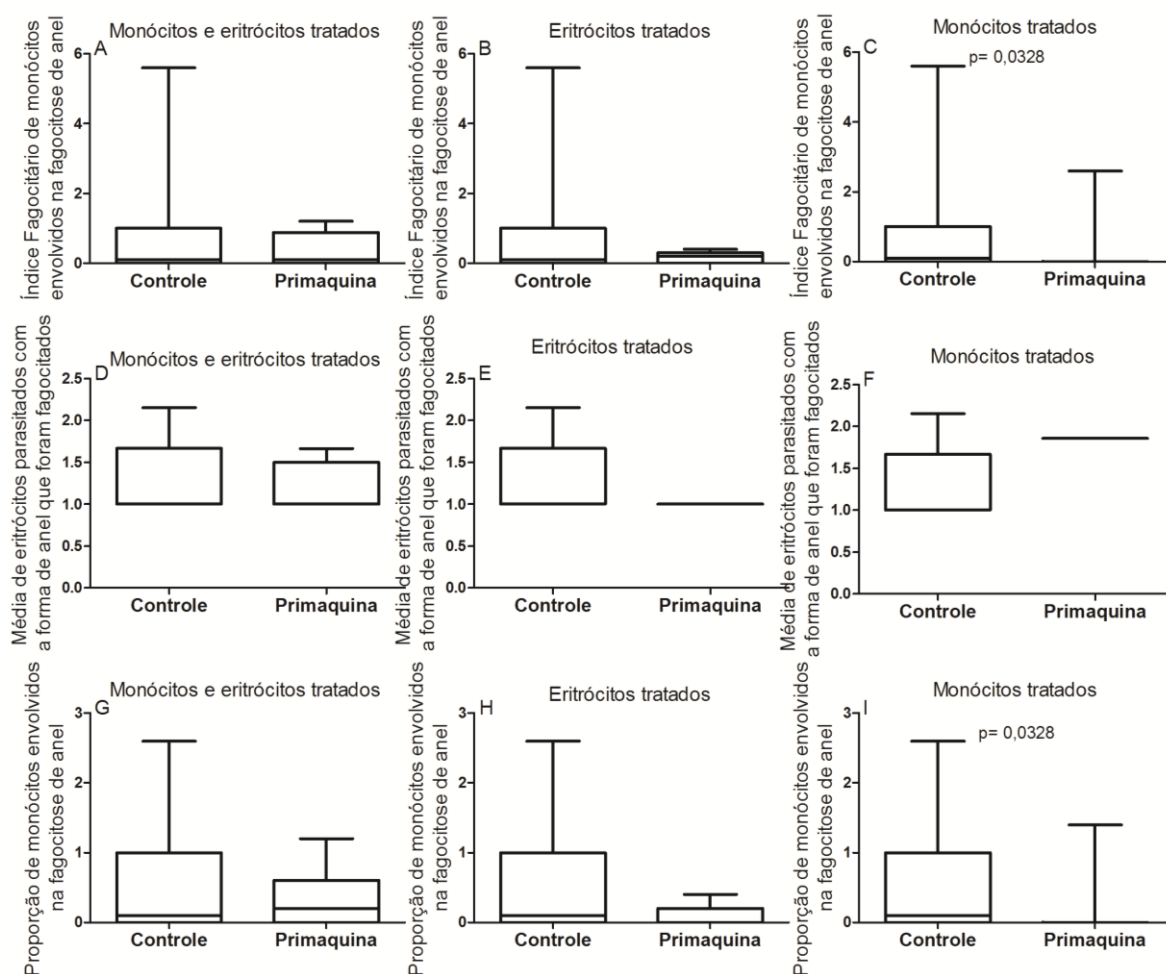 A
Monócitos e eritrócitos tratados
Índice Fagocitário de monócitos
envolvidos na fagocitose de anel
6
4
2
0
Controle
Primaquina
B
Eritrócitos tratados
Índice Fagocitário de monócitos
envolvidos na fagocitose de anel
6
4
2
0
Controle
Primaquina
C
Monócitos tratados
p= 0,0328
Índice Fagocitário de monócitos
envolvidos na fagocitose de anel
6
4
2
0
Controle
Primaquina
D
Monócitos e eritrócitos tratados
Média de eritrócitos parasitados com
a forma de anel que foram fagocitados
2.5
2.0
1.5
1.0
0.5
0.0
Controle
Primaquina
E
Eritrócitos tratados
Média de eritrócitos parasitados com
a forma de anel que foram fagocitados
2.5
2.0
1.5
1.0
0.5
0.0
Controle
Primaquina
F
Monócitos tratados
Média de eritrócitos parasitados com
a forma de anel que foram fagocitados
2.5
2.0
1.5
1.0
0.5
0.0
Controle
Primaquina
G
Monócitos e eritrócitos tratados
Proporção de monócitos envolvidos
na fagocitose de anel
3
2
1
0
Controle
Primaquina
H
Eritrócitos tratados
Proporção de monócitos envolvidos
na fagocitose de anel
3
2
1
0
Controle
Primaquina
I
Monócitos tratados
p= 0,0328
Proporção de monócitos envolvidos
na fagocitose de anel
3
2
1
0
Controle
Primaquina